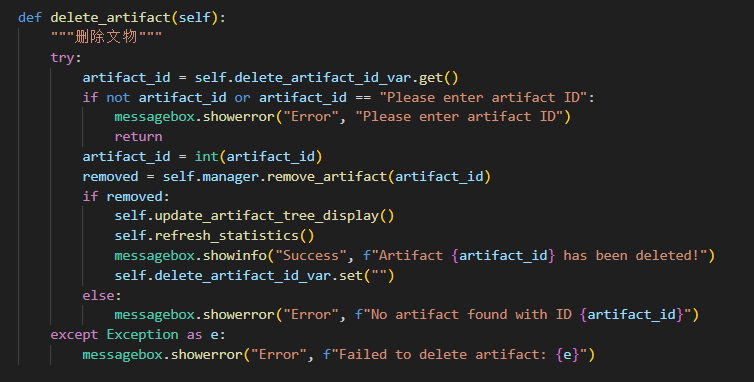 def delete_artifact(self):
    """删除文物"""
    try:
        artifact_id = self.delete_artifact_id_var.get()
        if not artifact_id or artifact_id == "Please enter artifact ID":
            messagebox.showerror("Error", "Please enter artifact ID")
            return
        artifact_id = int(artifact_id)
        removed = self.manager.remove_artifact(artifact_id)
        if removed:
            self.update_artifact_tree_display()
            self.refresh_statistics()
            messagebox.showinfo("Success", f"Artifact {artifact_id} has been deleted!")
            self.delete_artifact_id_var.set("")
        else:
            messagebox.showerror("Error", f"No artifact found with ID {artifact_id}")
    except Exception as e:
        messagebox.showerror("Error", f"Failed to delete artifact: {e}")